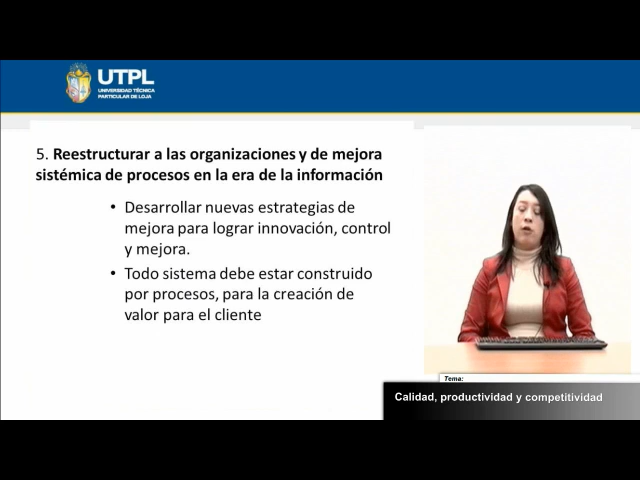 UTPL
UNIVERSIDAD TÉCNICA
PARTICULAR DE LOJA
5. Reestructurar a las organizaciones y de mejora
sistémica de procesos en la era de la información
• Desarrollar nuevas estrategias de
mejora para lograr innovación, control
y mejora.
• Todo sistema debe estar construido
por procesos, para la creación de
valor para el cliente
Tema:
Calidad, productividad y competitividad